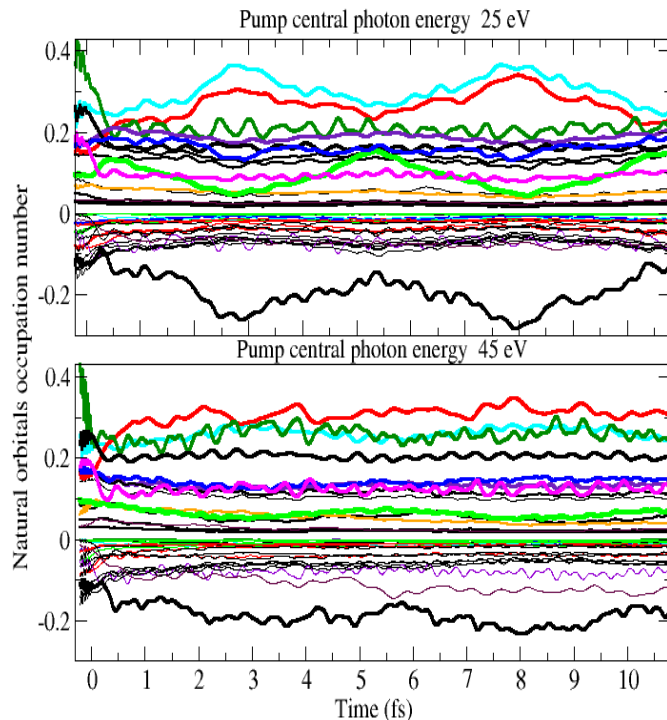 Pump central photon energy 25 eV
0.4
0.2
0
-0.2
Natural orbitals occupation number
Pump central photon energy 45 eV
0.4
0.2
0
-0.2
0 1 2 3 4 5 6 7 8 9 10
Time (fs)